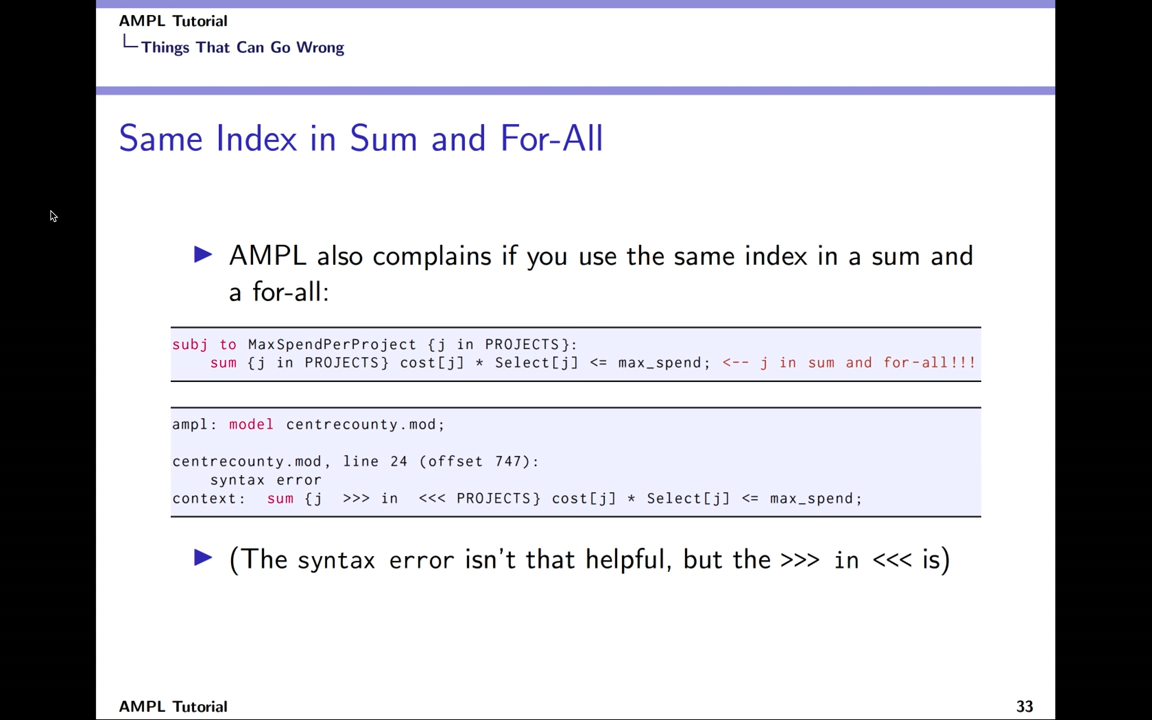 AMPL Tutorial
Things That Can Go Wrong
Same Index in Sum and For-All
▶ AMPL also complains if you use the same index in a sum and
a for-all:
subj to MaxSpendPerProject {j in PROJECTS}:
sum {j in PROJECTS} cost[j] * Select[j] <= max_spend; <-- j in sum and for-all!!!
ampl: model centrecounty.mod;
centrecounty.mod, line 24 (offset 747):
syntax error
context: sum {j >>> in <<< PROJECTS} cost[j] * Select[j] <= max_spend;
▶ (The syntax error isn't that helpful, but the >>> in <<< is)
AMPL Tutorial 33